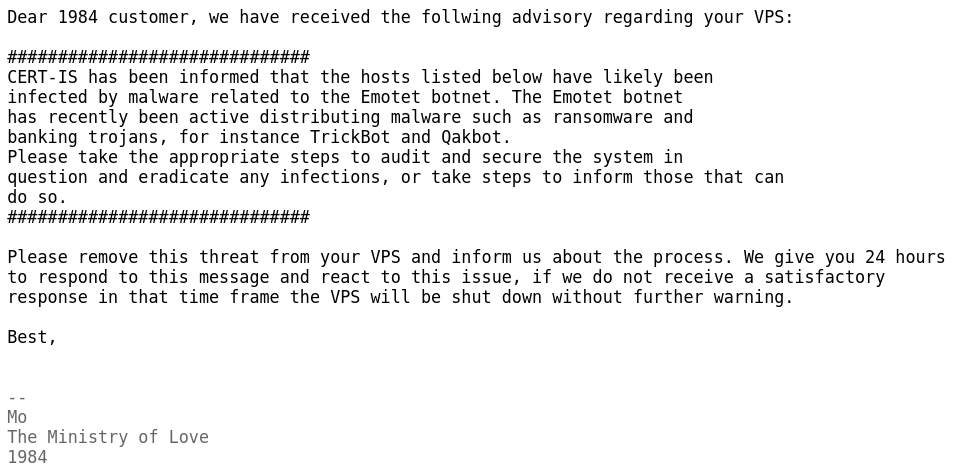 Dear 1984 customer, we have received the follwing advisory regarding your VPS:
##############################
CERT-IS has been informed that the hosts listed below have likely been
infected by malware related to the Emotet botnet. The Emotet botnet
has recently been active distributing malware such as ransomware and
banking trojans, for instance TrickBot and Qakbot.
Please take the appropriate steps to audit and secure the system in
question and eradicate any infections, or take steps to inform those that can
do so.
##############################
Please remove this threat from your VPS and inform us about the process. We give you 24 hours
to respond to this message and react to this issue, if we do not receive a satisfactory
response in that time frame the VPS will be shut down without further warning.
Best,
--
Mo
The Ministry of Love
1984